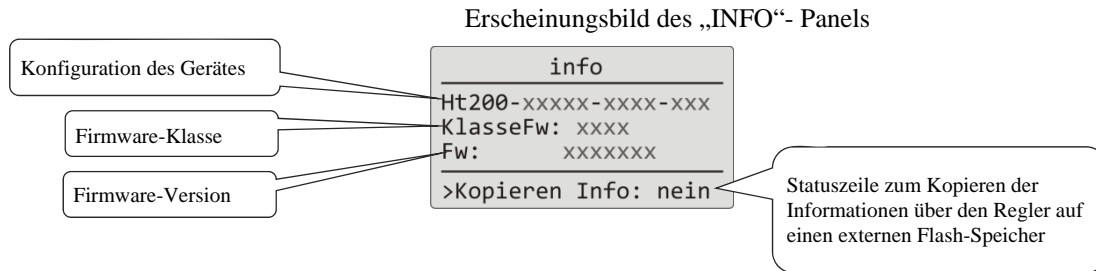 Erscheinungsbild des „INFO“- Panels
Konfiguration des Gerätes
Firmware-Klasse
Firmware-Version
info
Ht200-xxxxx-xxxx-xxx
KlasseFw: xxxx
Fw: xxxxxxx
>Kopieren Info: nein
Statuszeile zum Kopieren der
Informationen über den Regler auf
einen externen Flash-Speicher